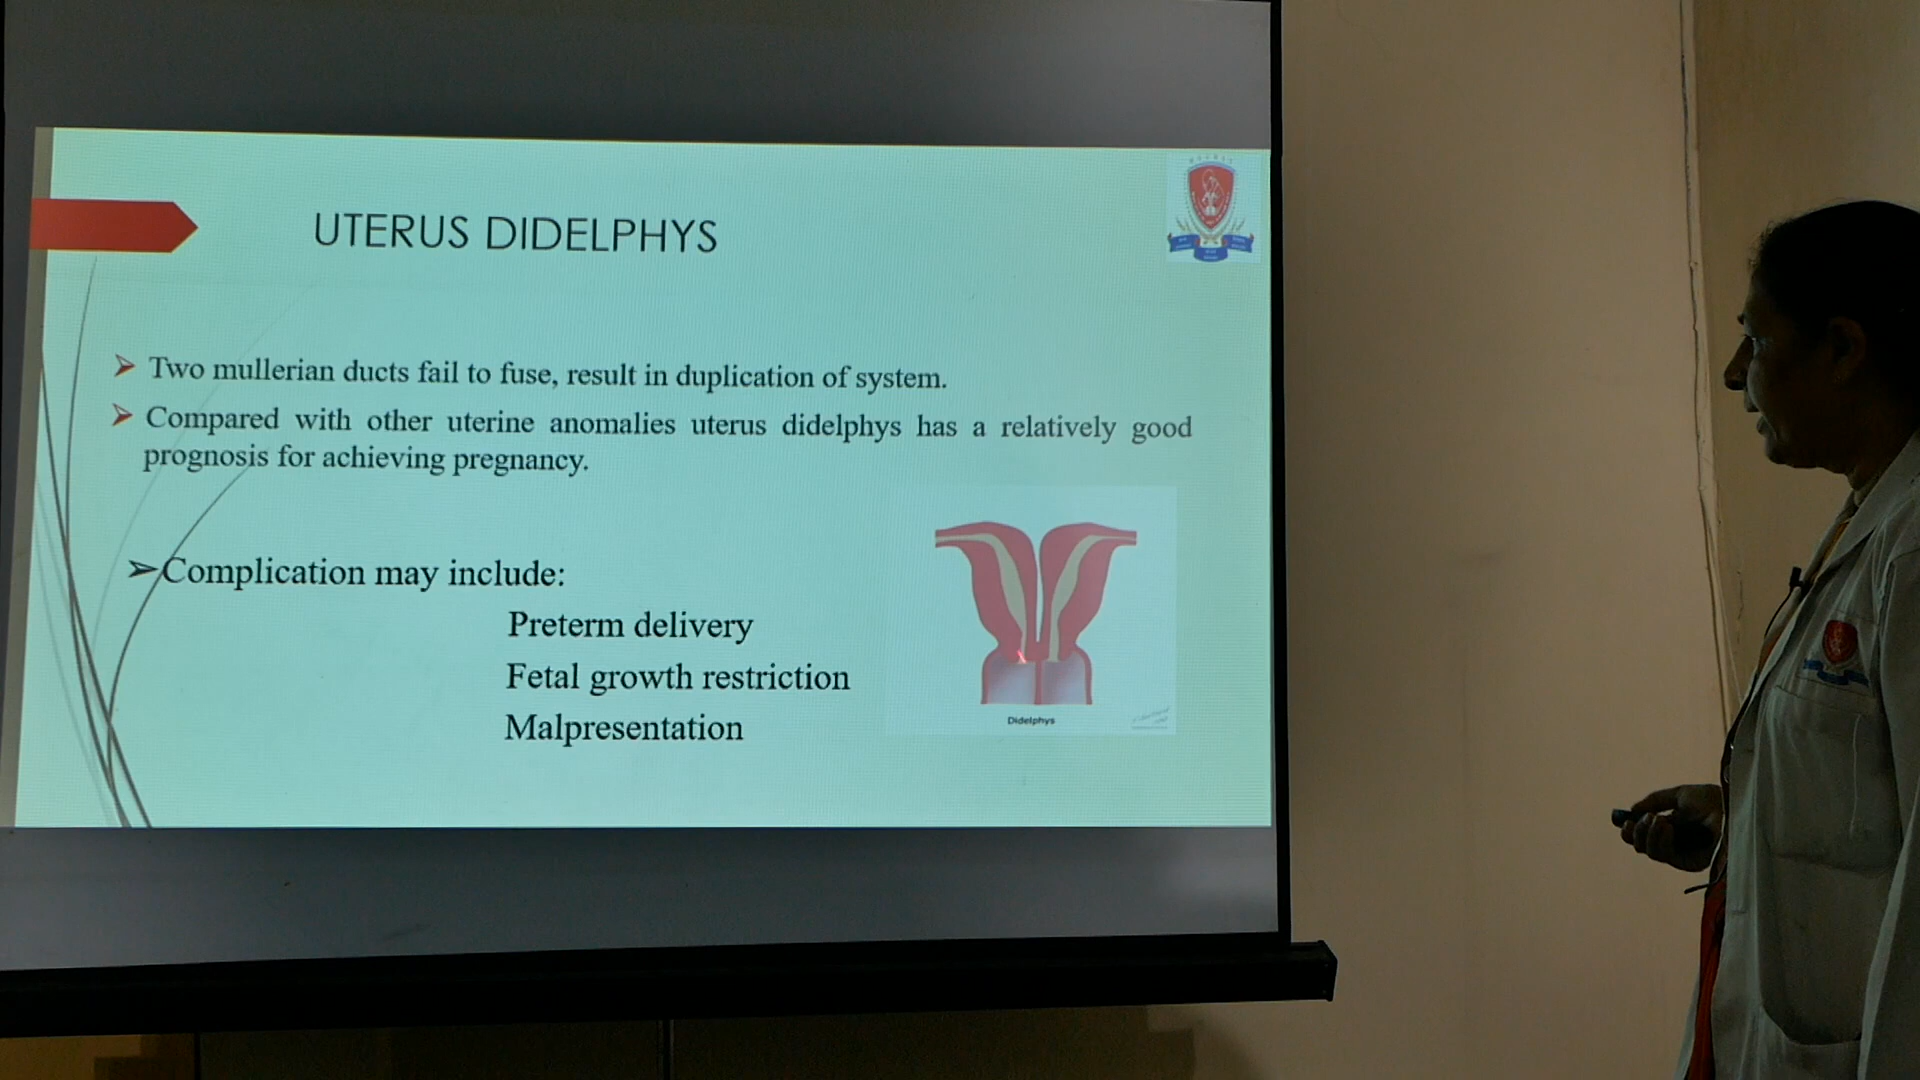 UTERUS DIDELPHYS
➢ Two mullerian ducts fail to fuse, result in duplication of system.
➢ Compared with other uterine anomalies uterus didelphys has a relatively good
prognosis for achieving pregnancy.
➢Complication may include:
Preterm delivery
Fetal growth restriction
Malpresentation
Didelphys